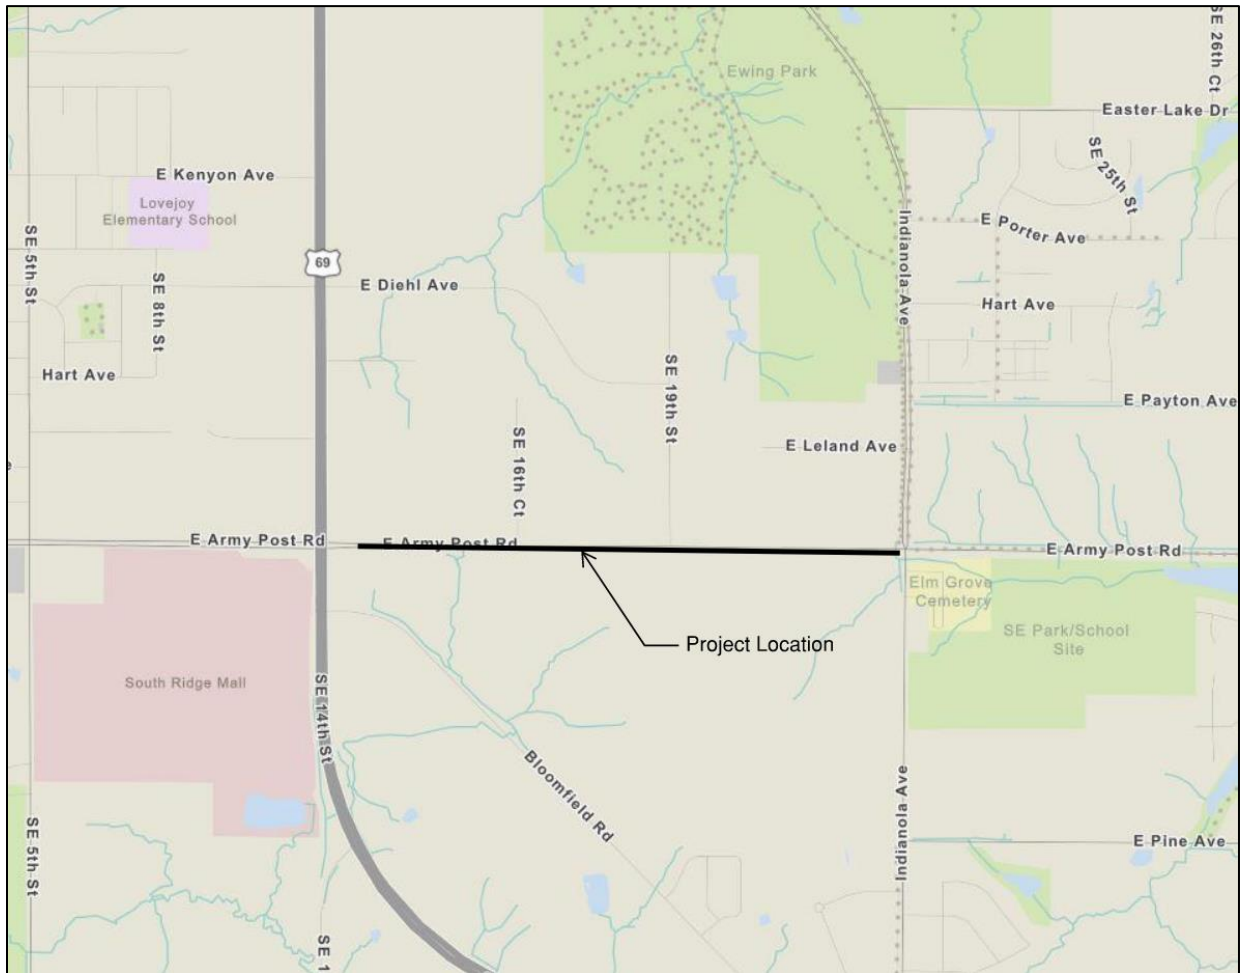 SE 26th Ct
Ewing Park
Easter Lake Dr
SE 25th St
E Kenyon Ave
Lovejoy
Elementary School
Indianola Ave
E Porter Ave
SE 5th St
69
SE 8th St
E Diehl Ave
Hart Ave
Hart Ave
SE 19th St
E Payton Ave
SE 16th Ct
E Leland Ave
E Army Post Rd
E Army Post Rd
E Army Post Rd
Elm Grove
Cemetery
SE Park/School
Site
Project Location
South Ridge Mall
SE 14th St
Bloomfield Rd
Indianola Ave
SE 5th St
E Pine Ave
SE 1